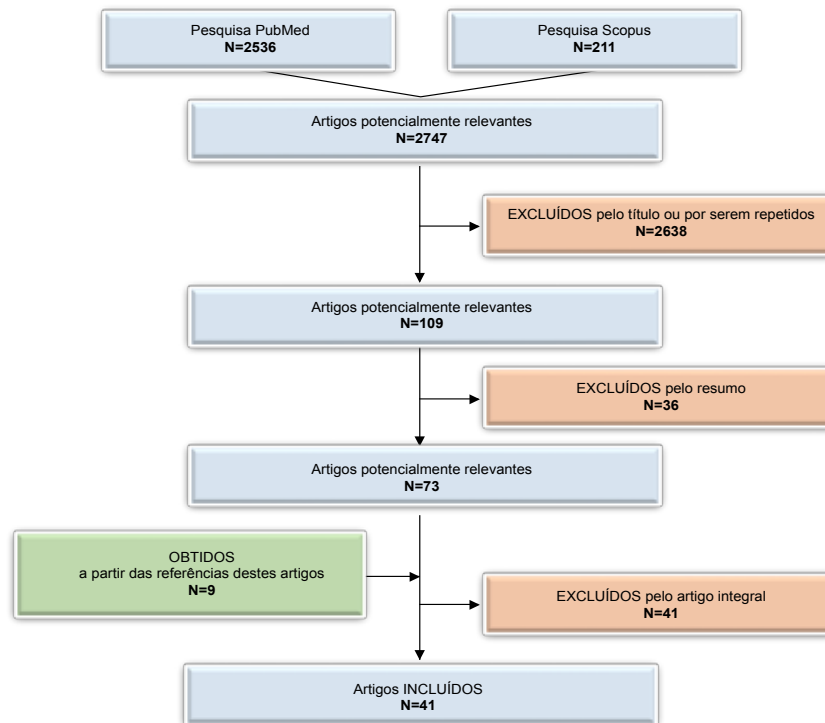 Pesquisa PubMed
N=2536
Pesquisa Scopus
N=211
Artigos potencialmente relevantes
N=2747
EXCLUÍDOS pelo título ou por serem repetidos
N=2638
Artigos potencialmente relevantes
N=109
EXCLUÍDOS pelo resumo
N=36
Artigos potencialmente relevantes
N=73
OBTIDOS
a partir das referências destes artigos
N=9
EXCLUÍDOS pelo artigo integral
N=41
Artigos INCLUÍDOS
N=41